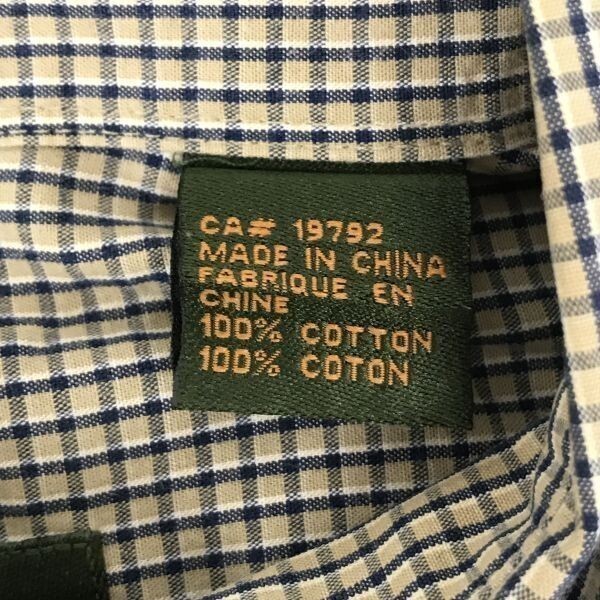 CA# 19792
MADE IN CHINA
FABRIQUE EN
CHINE
100% COTTON
100% COTON